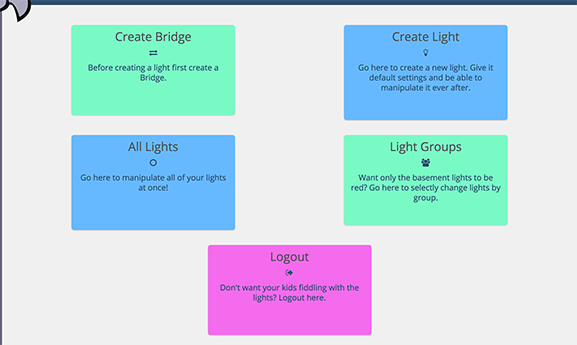 Create Bridge
Before creating a light first create a
Bridge.
Create Light
Go here to create a new light. Give it
default settings and be able to
manipulate it ever after.
All Lights
Go here to manipulate all of your lights
at once!
Light Groups
Want only the basement lights to be
red? Go here to selectly change lights by
group.
Logout
Don't want your kids fiddling with the
lights? Logout here.